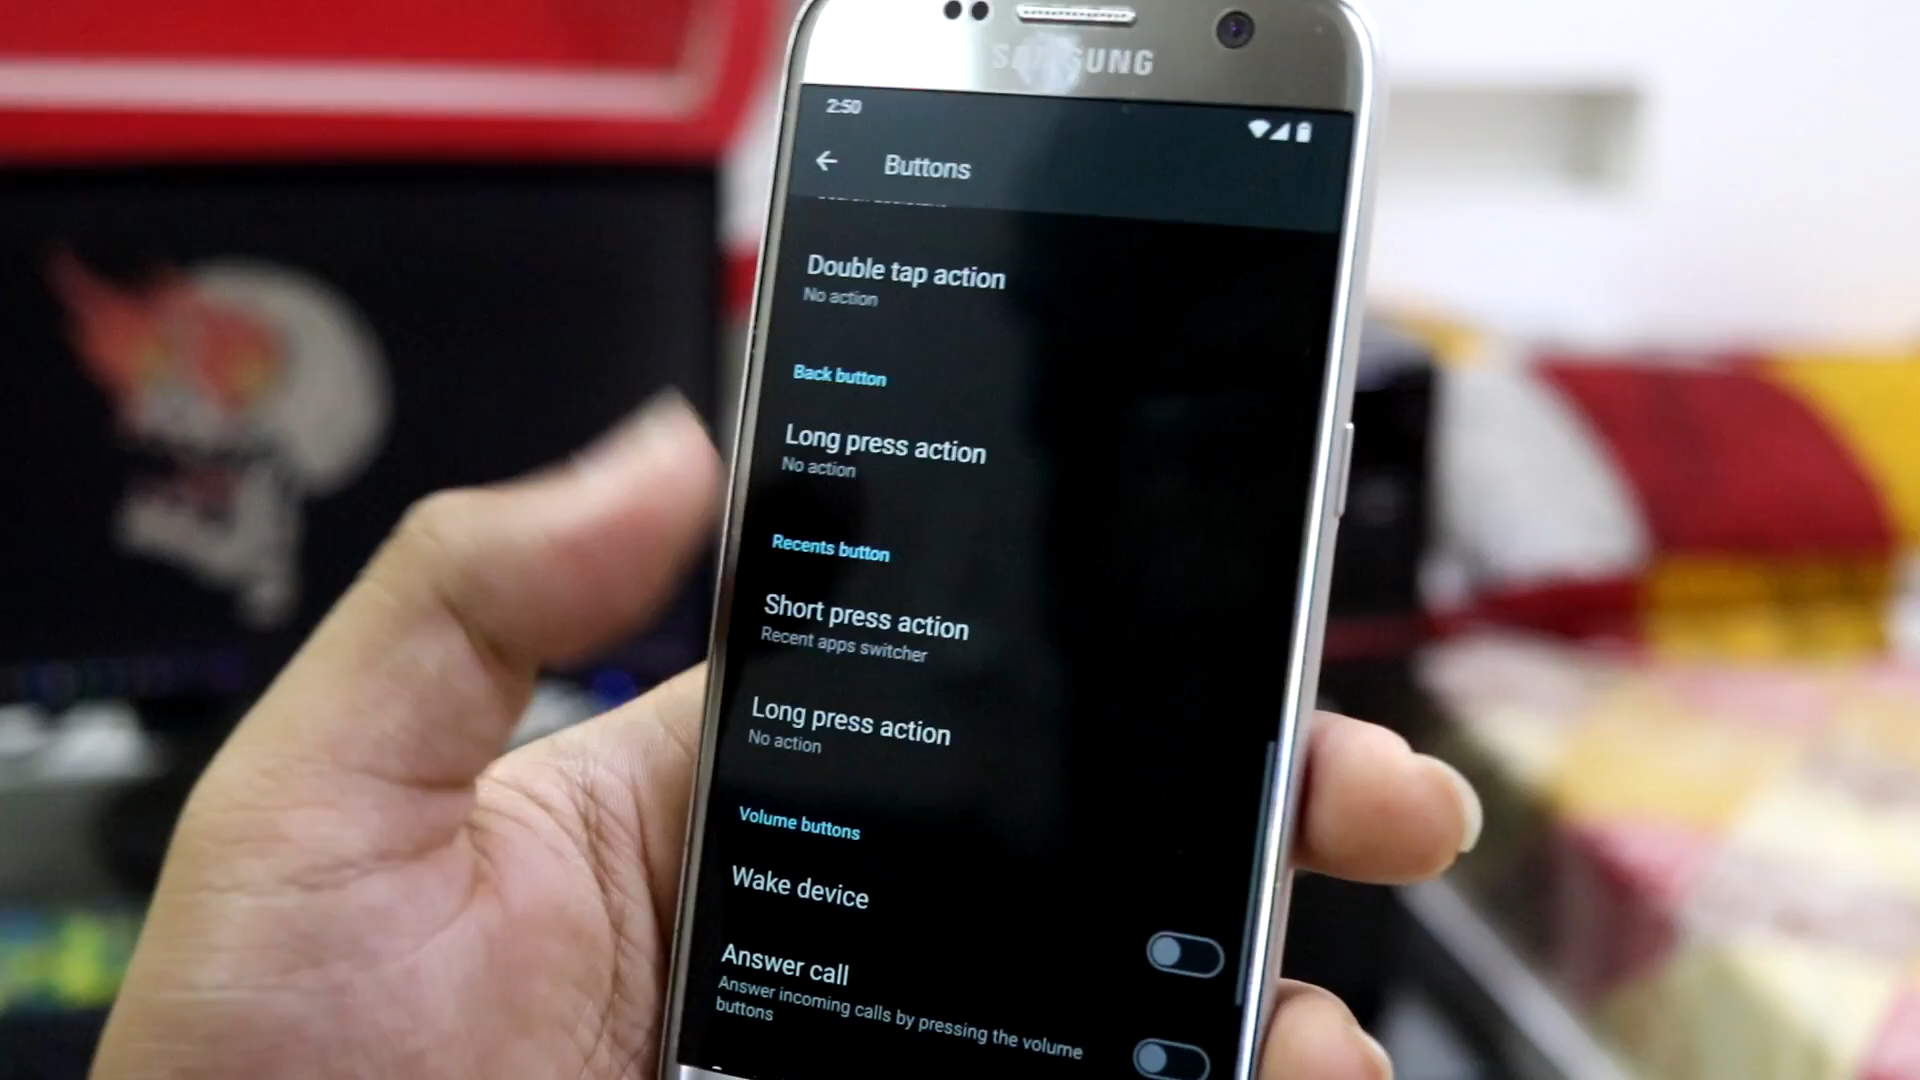 SAMSUNG
2:50
Buttons
Double tap action
No action
Back button
Long press action
No action
Recents button
Short press action
Recent apps switcher
Long press action
No action
Volume buttons
Wake device
Answer call
Answer incoming calls by pressing the volume
buttons